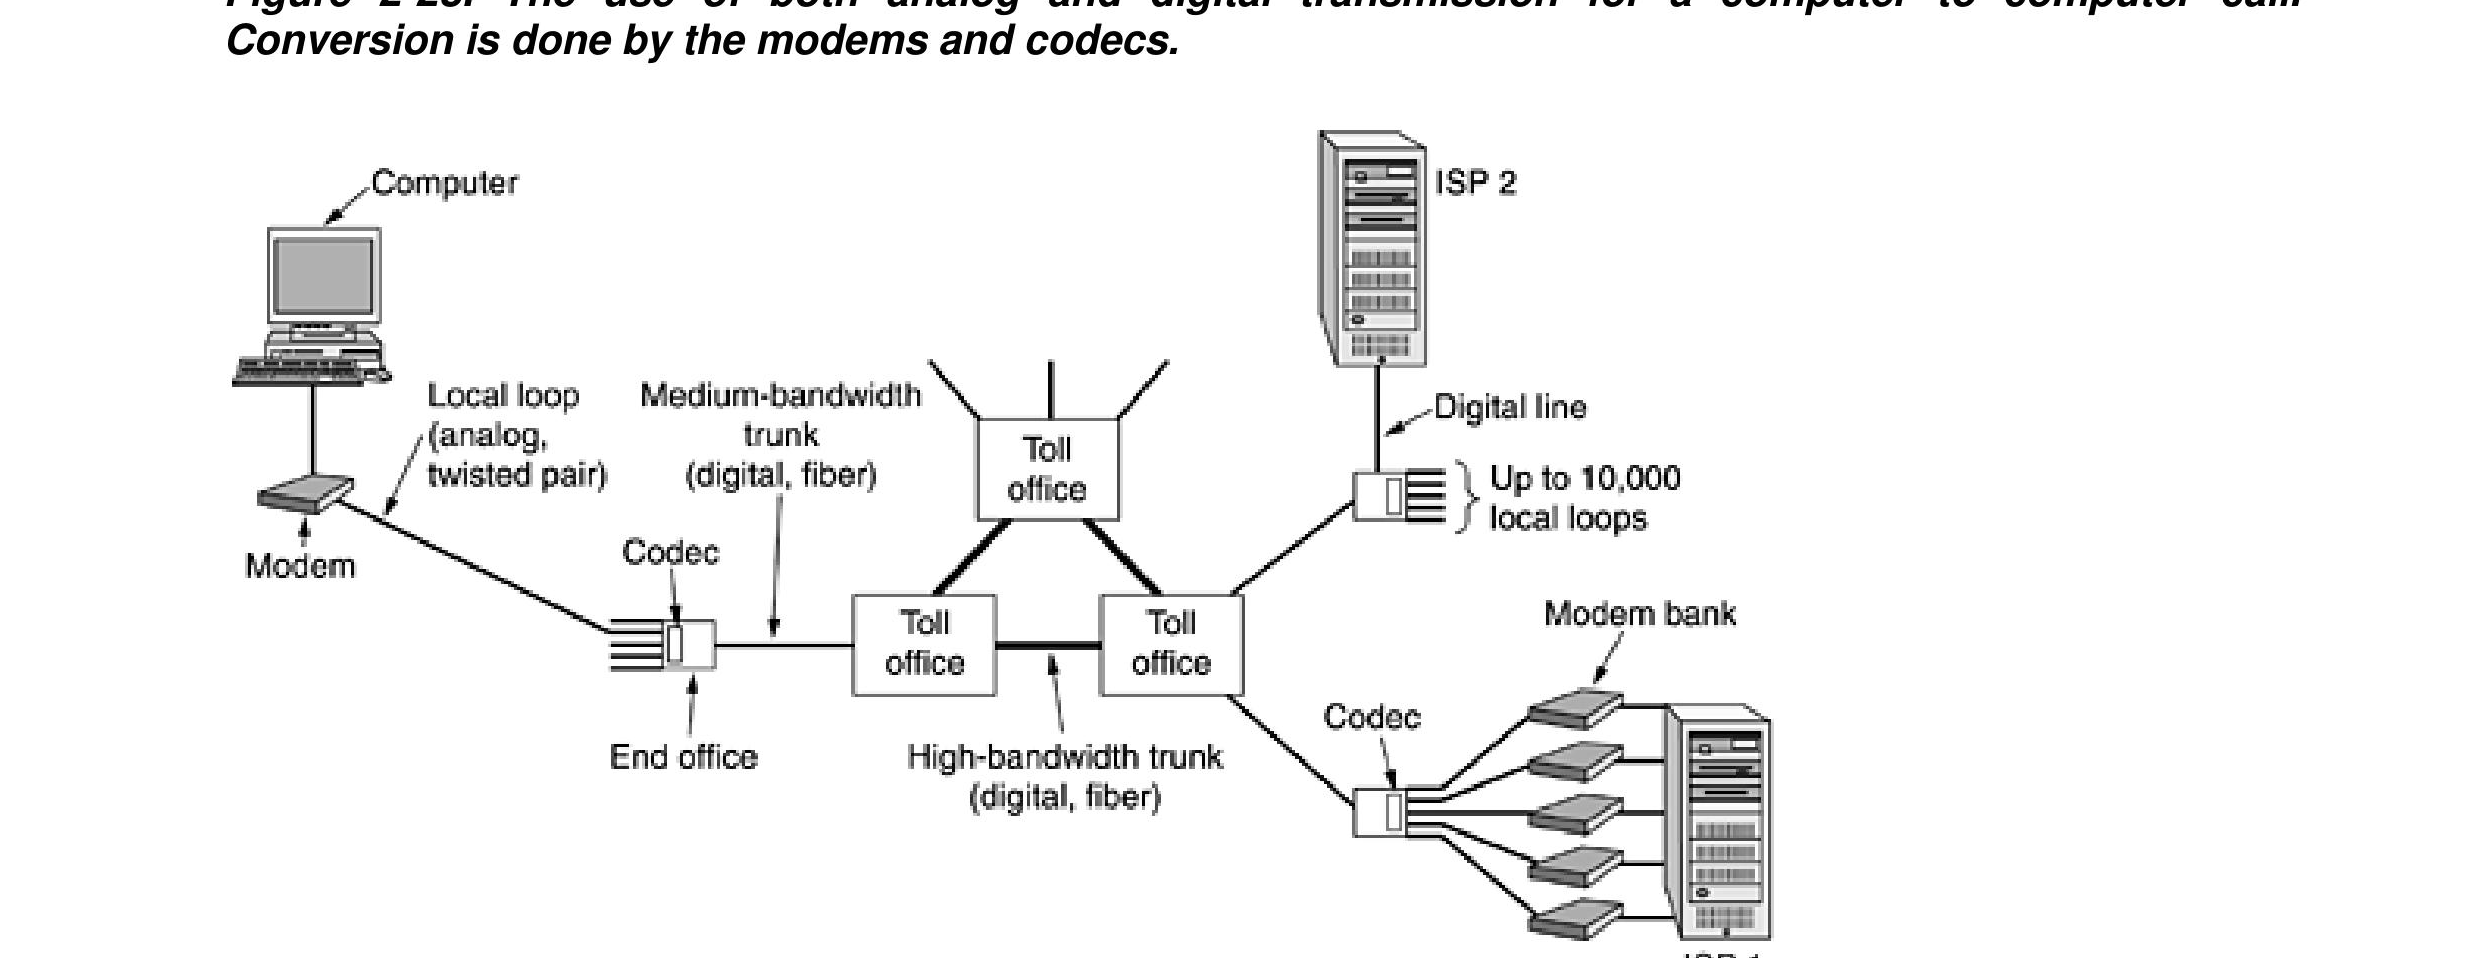 Figure 2-23. The use of both analog and digital transmission for a computer to computer call.
Conversion is done by the modems and codecs.
Computer
ISP 2
Local loop
(analog,
twisted pair)
Medium-bandwidth
trunk
(digital, fiber)
Digital line
Toll
office
Up to 10,000
local loops
Modem
Codec
Toll
office
Toll
office
Modem bank
Codec
End office
High-bandwidth trunk
(digital, fiber)